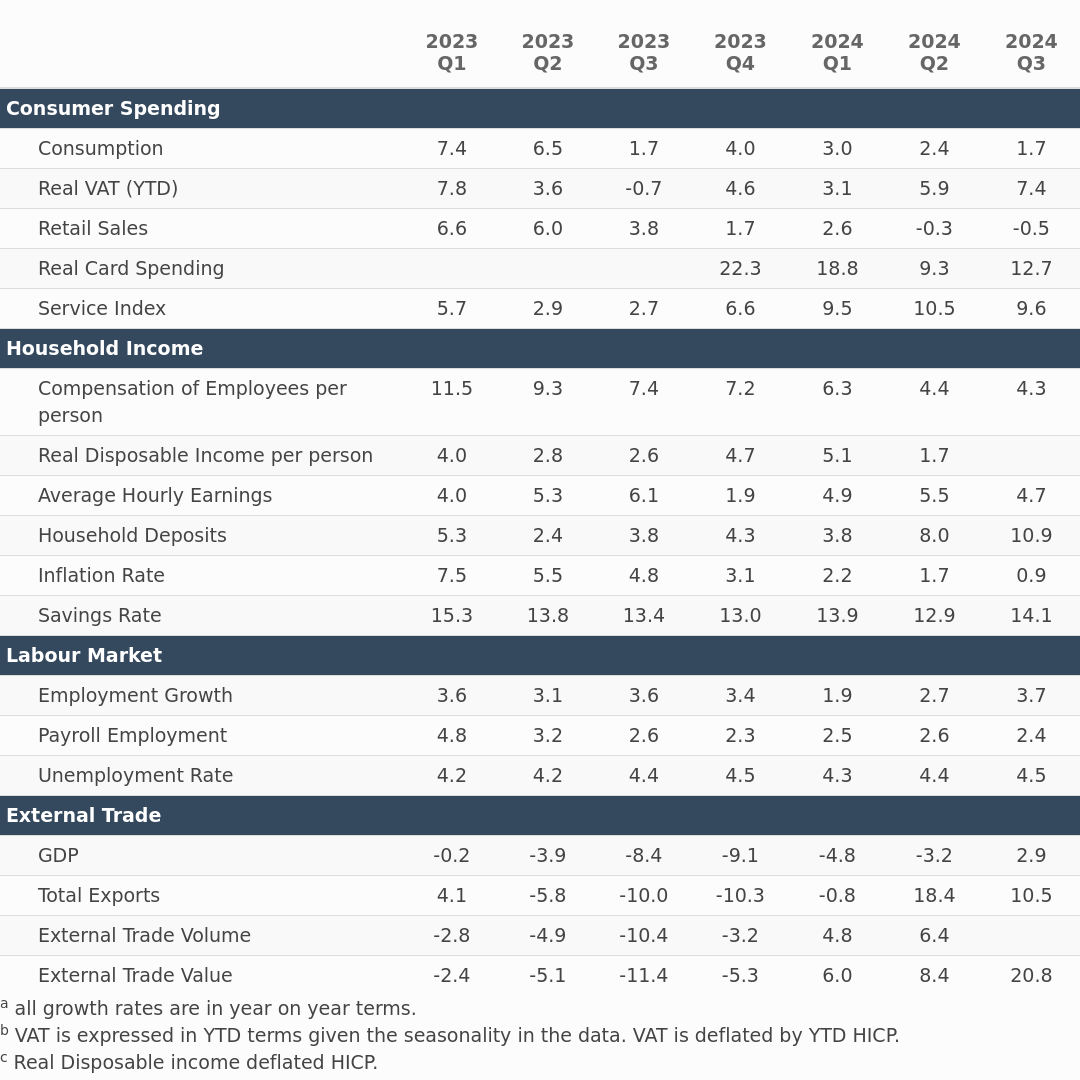 2023 2023 2023 2023 2024 2024 2024
Q1 Q2 Q3 Q4 Q1 Q2 Q3
Consumer Spending
Consumption 7.4 6.5 1.7 4.0 3.0 2.4 1.7
Real VAT (YTD) 7.8 3.6 -0.7 4.6 3.1 5.9 7.4
Retail Sales 6.6 6.0 3.8 1.7 2.6 -0.3 -0.5
Real Card Spending 22.3 18.8 9.3 12.7
Service Index 5.7 2.9 2.7 6.6 9.5 10.5 9.6
Household Income
Compensation of Employees per 11.5 9.3 7.4 7.2 6.3 4.4 4.3
person
Real Disposable Income per person 4.0 2.8 2.6 4.7 5.1 1.7
Average Hourly Earnings 4.0 5.3 6.1 1.9 4.9 5.5 4.7
Household Deposits 5.3 2.4 3.8 4.3 3.8 8.0 10.9
Inflation Rate 7.5 5.5 4.8 3.1 2.2 1.7 0.9
Savings Rate 15.3 13.8 13.4 13.0 13.9 12.9 14.1
Labour Market
Employment Growth 3.6 3.1 3.6 3.4 1.9 2.7 3.7
Payroll Employment 4.8 3.2 2.6 2.3 2.5 2.6 2.4
Unemployment Rate 4.2 4.2 4.4 4.5 4.3 4.4 4.5
External Trade
GDP -0.2 -3.9 -8.4 -9.1 -4.8 -3.2 2.9
Total Exports 4.1 -5.8 -10.0 -10.3 -0.8 18.4 10.5
External Trade Volume -2.8 -4.9 -10.4 -3.2 4.8 6.4
External Trade Value -2.4 -5.1 -11.4 -5.3 6.0 8.4 20.8
a all growth rates are in year on year terms.
b VAT is expressed in YTD terms given the seasonality in the data. VAT is deflated by YTD HICP.
c Real Disposable income deflated HICP.